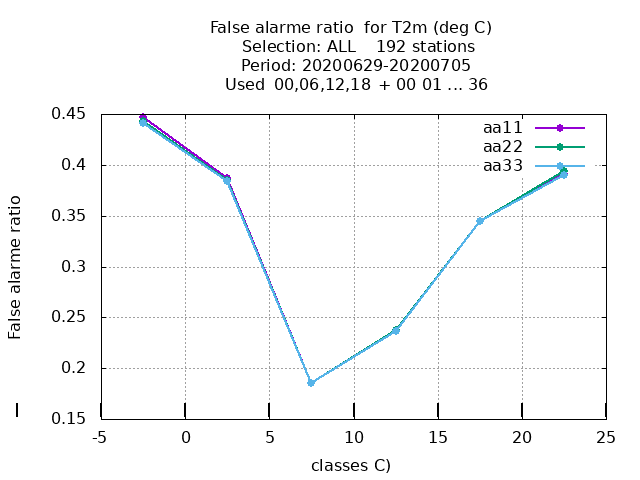 False alarme ratio  for T2m (deg C)
Selection: ALL    192 stations
Period: 20200629-20200705
Used  00,06,12,18 + 00 01 ... 36
aa11
aa22
aa33
0.45
0.4
0.35
0.3
0.25
0.2
0.15
False alarme ratio
-5 0 5 10 15 20 25
classes C)